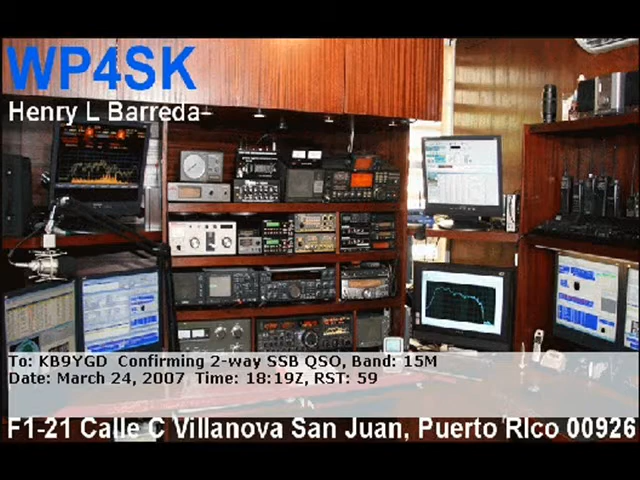 WP4SK
Henry L Barreda
To: KB9YGD Confirming 2-way SSB QSO, Band: 15M
Date: March 24, 2007 Time: 18:19Z, RST: 59
F1-21 Calle C Villanova San Juan, Puerto RIco 00926